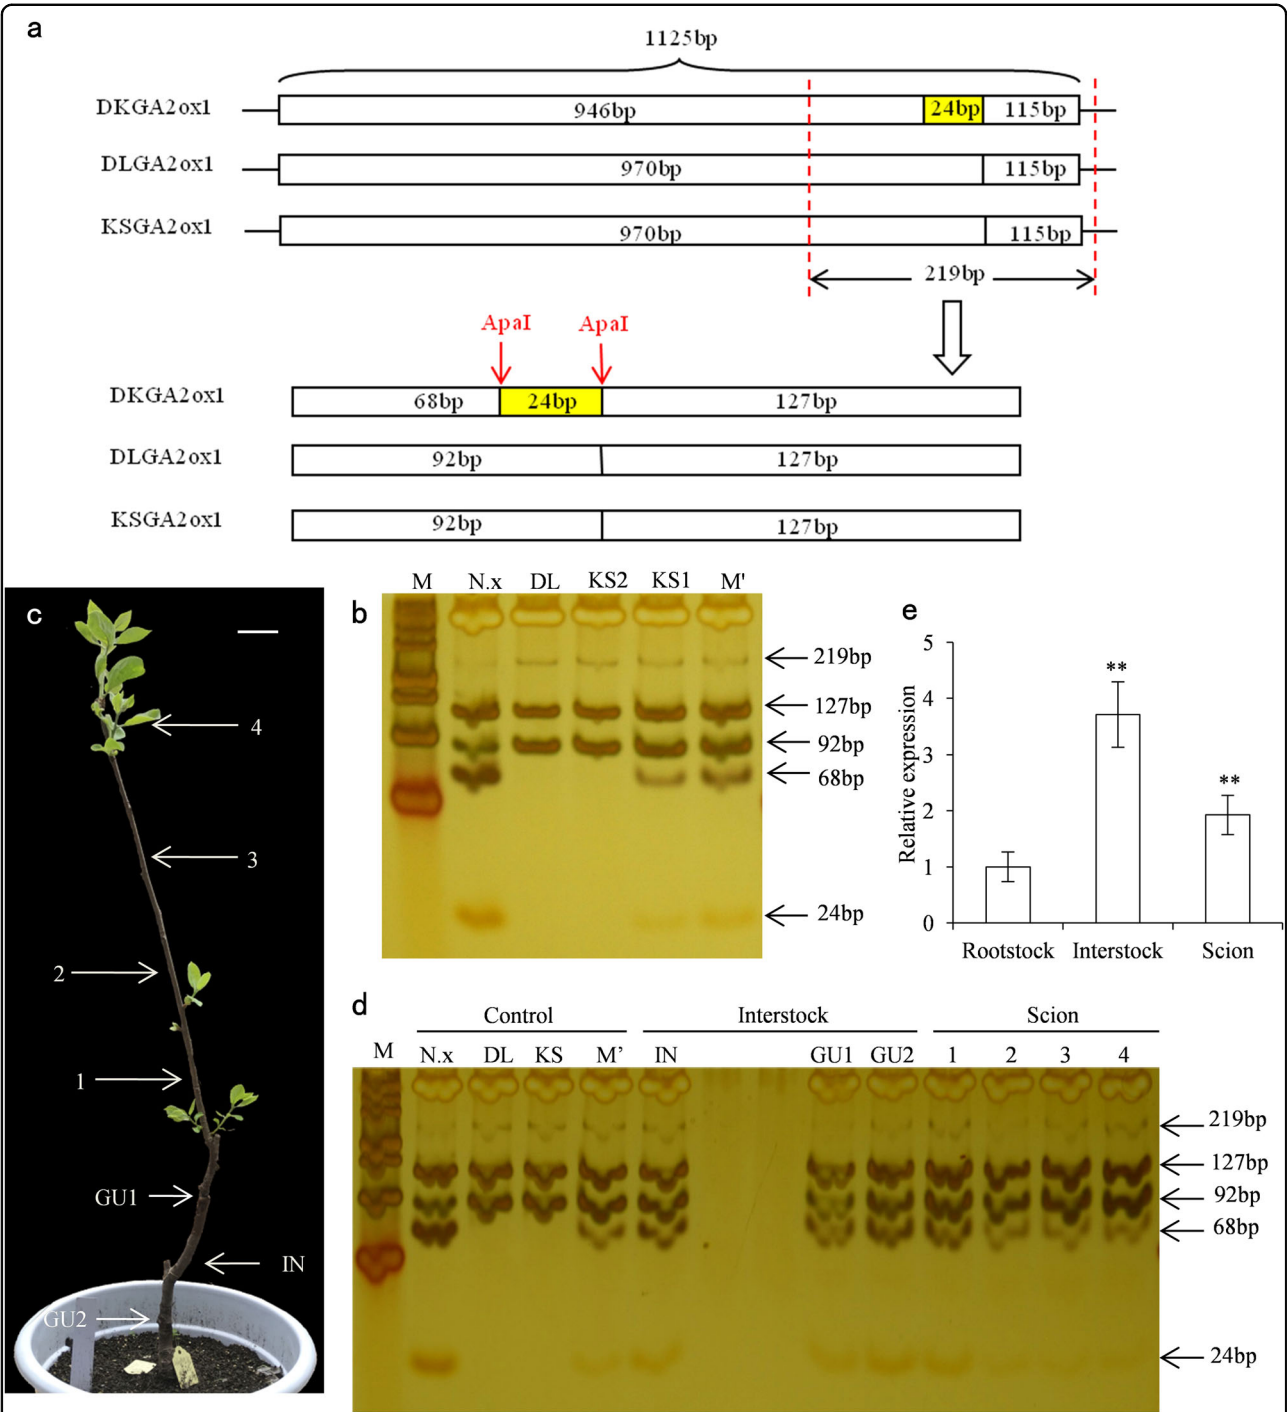 a
1125bp
DKGA2ox1 946bp 24bp 115bp
DLGA2ox1 970bp 115bp
KSGA2ox1 970bp 115bp
219bp
ApaI ApaI
DKGA2ox1 68bp 24bp 127bp
DLGA2ox1 92bp 127bp
KSGA2ox1 92bp 127bp
c
4
3
2
1
GU1
IN
GU2
b
M N.x DL KS2 KS1 M'
219bp
127bp
92bp
68bp
24bp
e
Relative expression
5
4
3
2
1
0
**
**
Rootstock Interstock Scion
d
Control Interstock Scion
M N.x DL KS M’ IN GU1 GU2 1 2 3 4
219bp
127bp
92bp
68bp
24bp